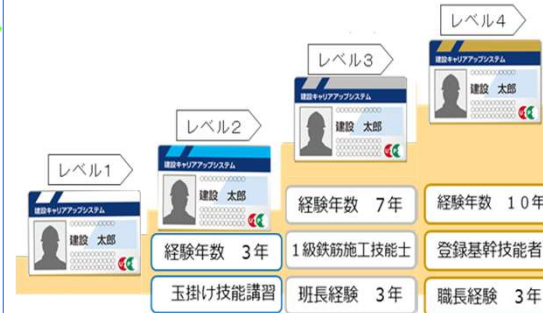 レベル1
建設キャリアアップシステム
建設 太郎
レベル2
建設キャリアアップシステム
建設 太郎
経験年数 3年
玉掛け技能講習
レベル3
建設キャリアアップシステム
建設 太郎
経験年数 7年
1級鉄筋施工技能士
班長経験 3年
レベル4
建設キャリアアップシステム
建設 太郎
経験年数 10年
登録基幹技能者
職長経験 3年